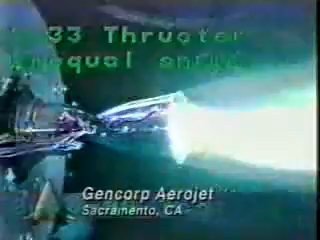 33 Thruster
unequal
Gencorp Aerojet
Sacramento, CA